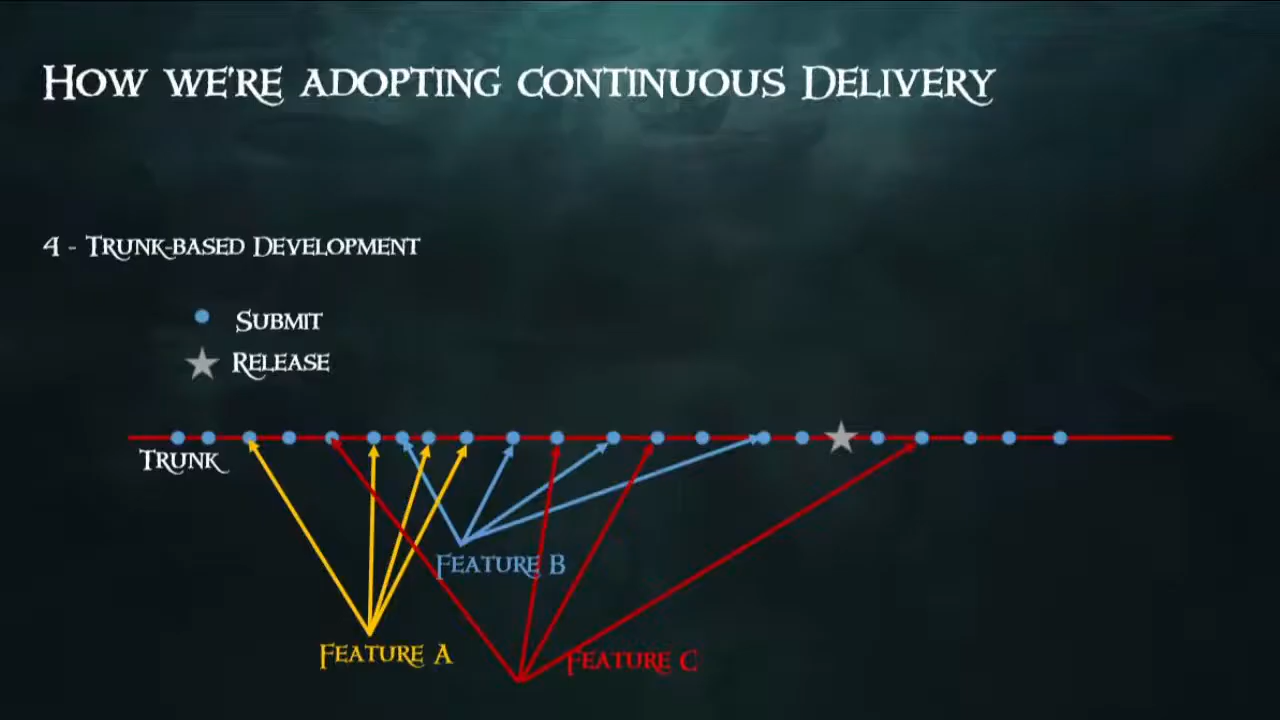 How we're adopting continuous Delivery
4 - Trunk-based Development
Submit
Release
Trunk
Feature B
Feature A
Feature C